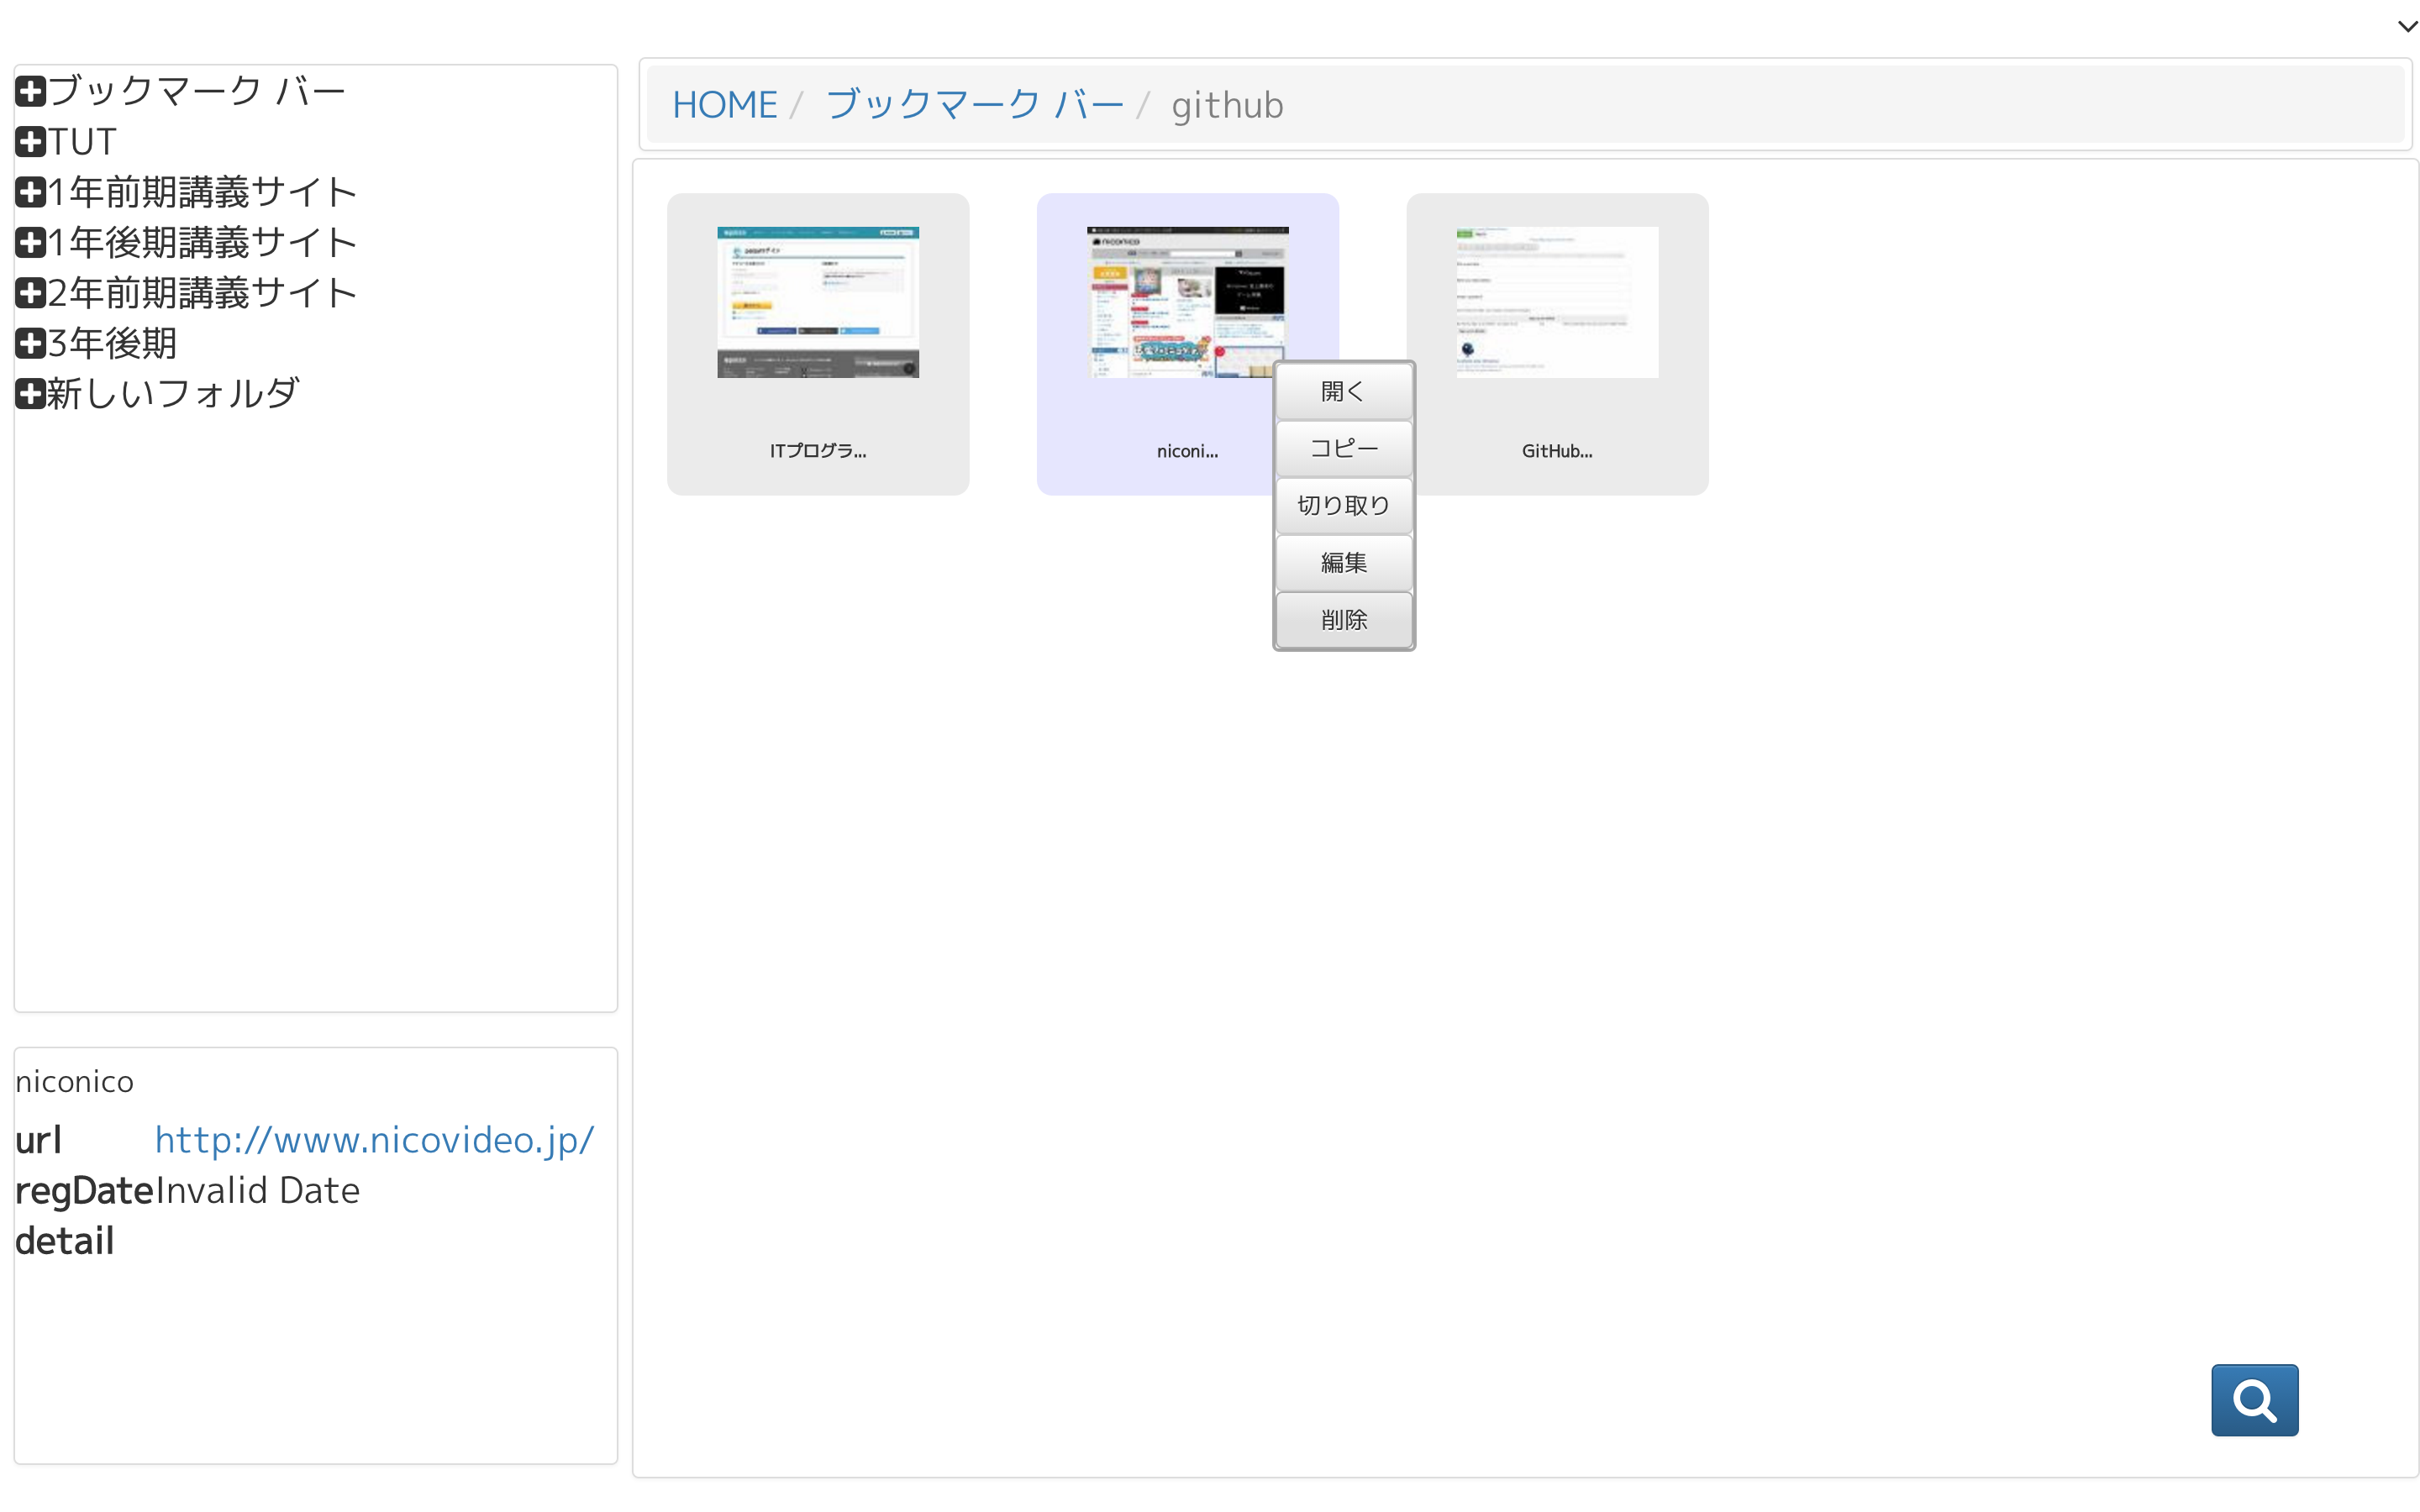 ブックマーク バー
TUT
1年前期講義サイト
1年後期講義サイト
2年前期講義サイト
3年後期
新しいフォルダ
niconico
url http://www.nicovideo.jp/
regDate Invalid Date
detail
HOME / ブックマーク バー / github
niconico
ITプログラ...
niconi...
GitHub...
開く
コピー
切り取り
編集
削除